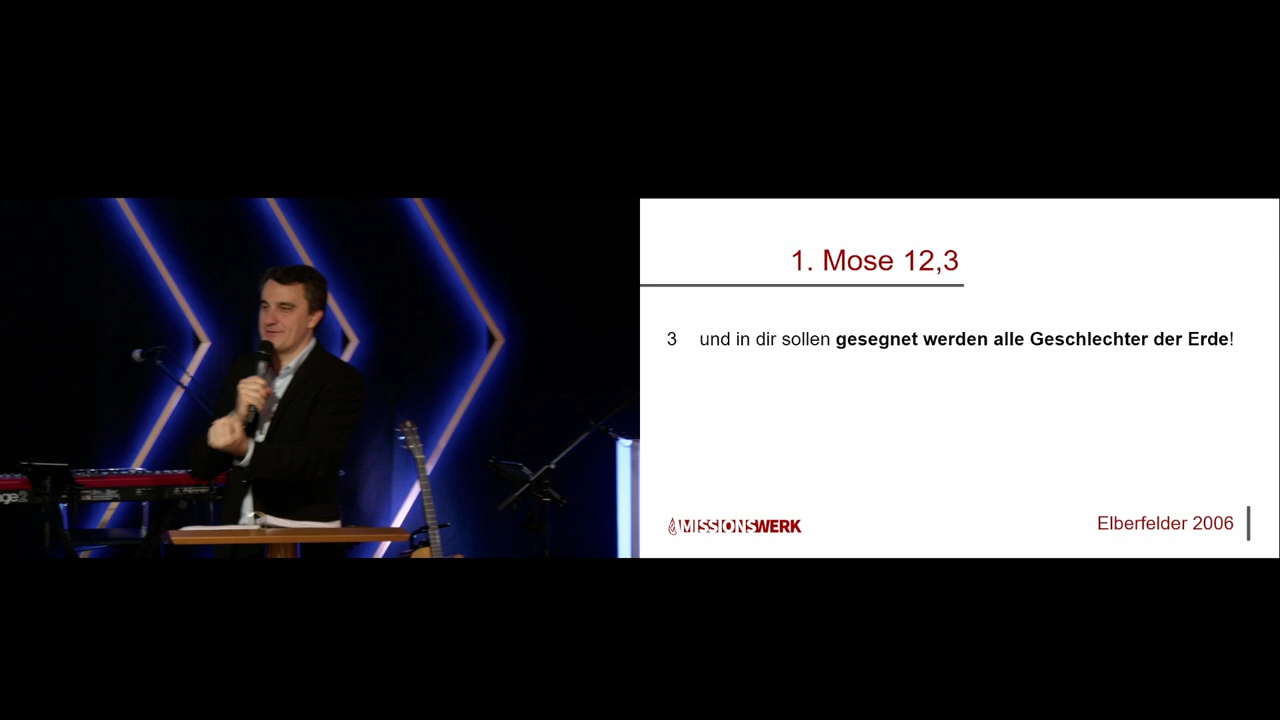 1. Mose 12,3
3 und in dir sollen gesegnet werden alle Geschlechter der Erde!
MISSIONSWERK
Elberfelder 2006